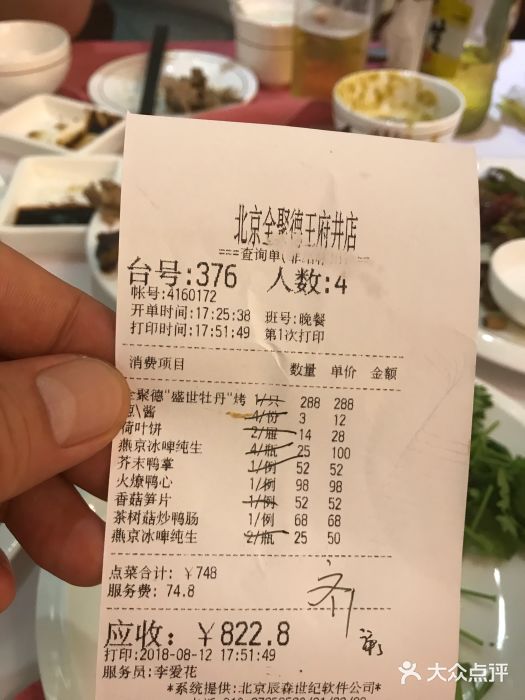 北京全聚德王府井店
===查询单(
台号:376 人数:4
帐号:4160172
开单时间:17:25:38 班号:晚餐
打印时间:17:51:49 第1次打印
消费项目 数量 单价 金额
全聚德"盛世牡丹"烤 1/只 288 288
葱酱 4/份 3 12
荷叶饼 2/屉 14 28
燕京冰啤纯生 4/瓶 25 100
芥末鸭掌 1/例 52 52
火燎鸭心 1/例 98 98
香菇笋片 1/例 52 52
茶树菇炒鸭肠 1/例 68 68
燕京冰啤纯生 2/瓶 25 50
点菜合计: ¥748
服务费: 74.8
齐
应收: ¥822.8
打印:2018-08-12 17:51:49
服务员:李爱花
*系统提供:北京辰森世纪软件公司*
大众点评